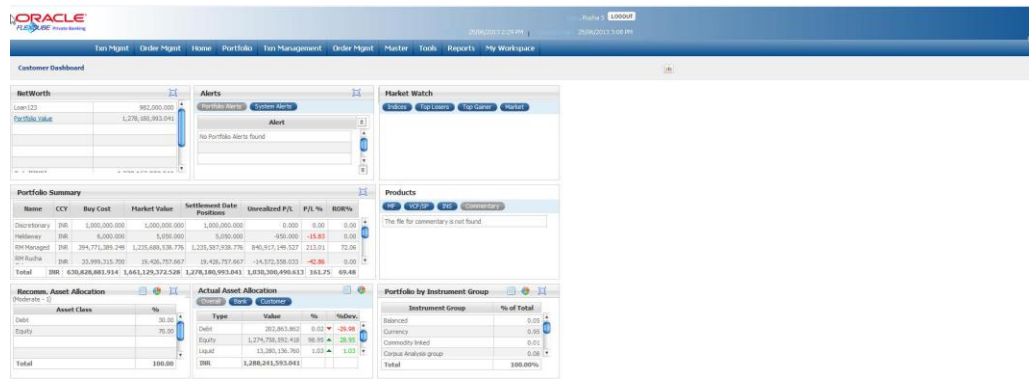 ORACLE
FLEXCUBE Private Banking
LOGOUT
25/06/2013 2:29 PM | 25/06/2013 3:08 PM
Txn Mgmt Order Mgmt Home Portfolio Txn Management Order Mgmt Master Tools Reports My Workspace
Customer Dashboard
NetWorth
Loan123 982,000.000
Portfolio Value 1,278,180,993.041
Alerts
Portfolio Alerts System Alerts
Alert
No Portfolio Alerts found
Market Watch
Indices Top Losers Top Gainer Market
Portfolio Summary
Name CCY Buy Cost Market Value Settlement Date Positions Unrealized P/L P/L % ROR%
Discretionary INR 1,000,000.000 1,000,000.000 1,000,000.000 0.000 0.00 0.00
Heldaway INR 6,000.000 5,050.000 5,050.000 -950.000 -15.83 0.00
RM Managed INR 394,771,389.249 1,235,688,538.776 1,235,587,938.776 840,917,149.527 213.01 72.06
RM Rucha INR 33,999,315.700 19,426,757.667 19,426,757.667 -14,572,558.033 -42.86 0.00
Total INR 630,828,881.914 1,661,129,372.528 1,278,180,993.041 1,030,300,490.613 161.75 69.48
Products
MF VCF/SP INS Commentary
The file for commentary is not found
Recomm. Asset Allocation
(Moderate - 1)
Asset Class %
Debt 30.00
Equity 70.00
Total 100.00
Actual Asset Allocation
Overall Bank Customer
Type Value % %Dev.
Debt 202,863.862 0.02 -29.98
Equity 1,274,758,592.418 98.95 28.95
Liquid 13,280,136.760 1.03 1.03
INR 1,288,241,593.041
Portfolio by Instrument Group
Instrument Group % of Total
Balanced 0.05
Currency 0.95
Commodity linked 0.01
Corpus Analysis group 0.08
Total 100.00%